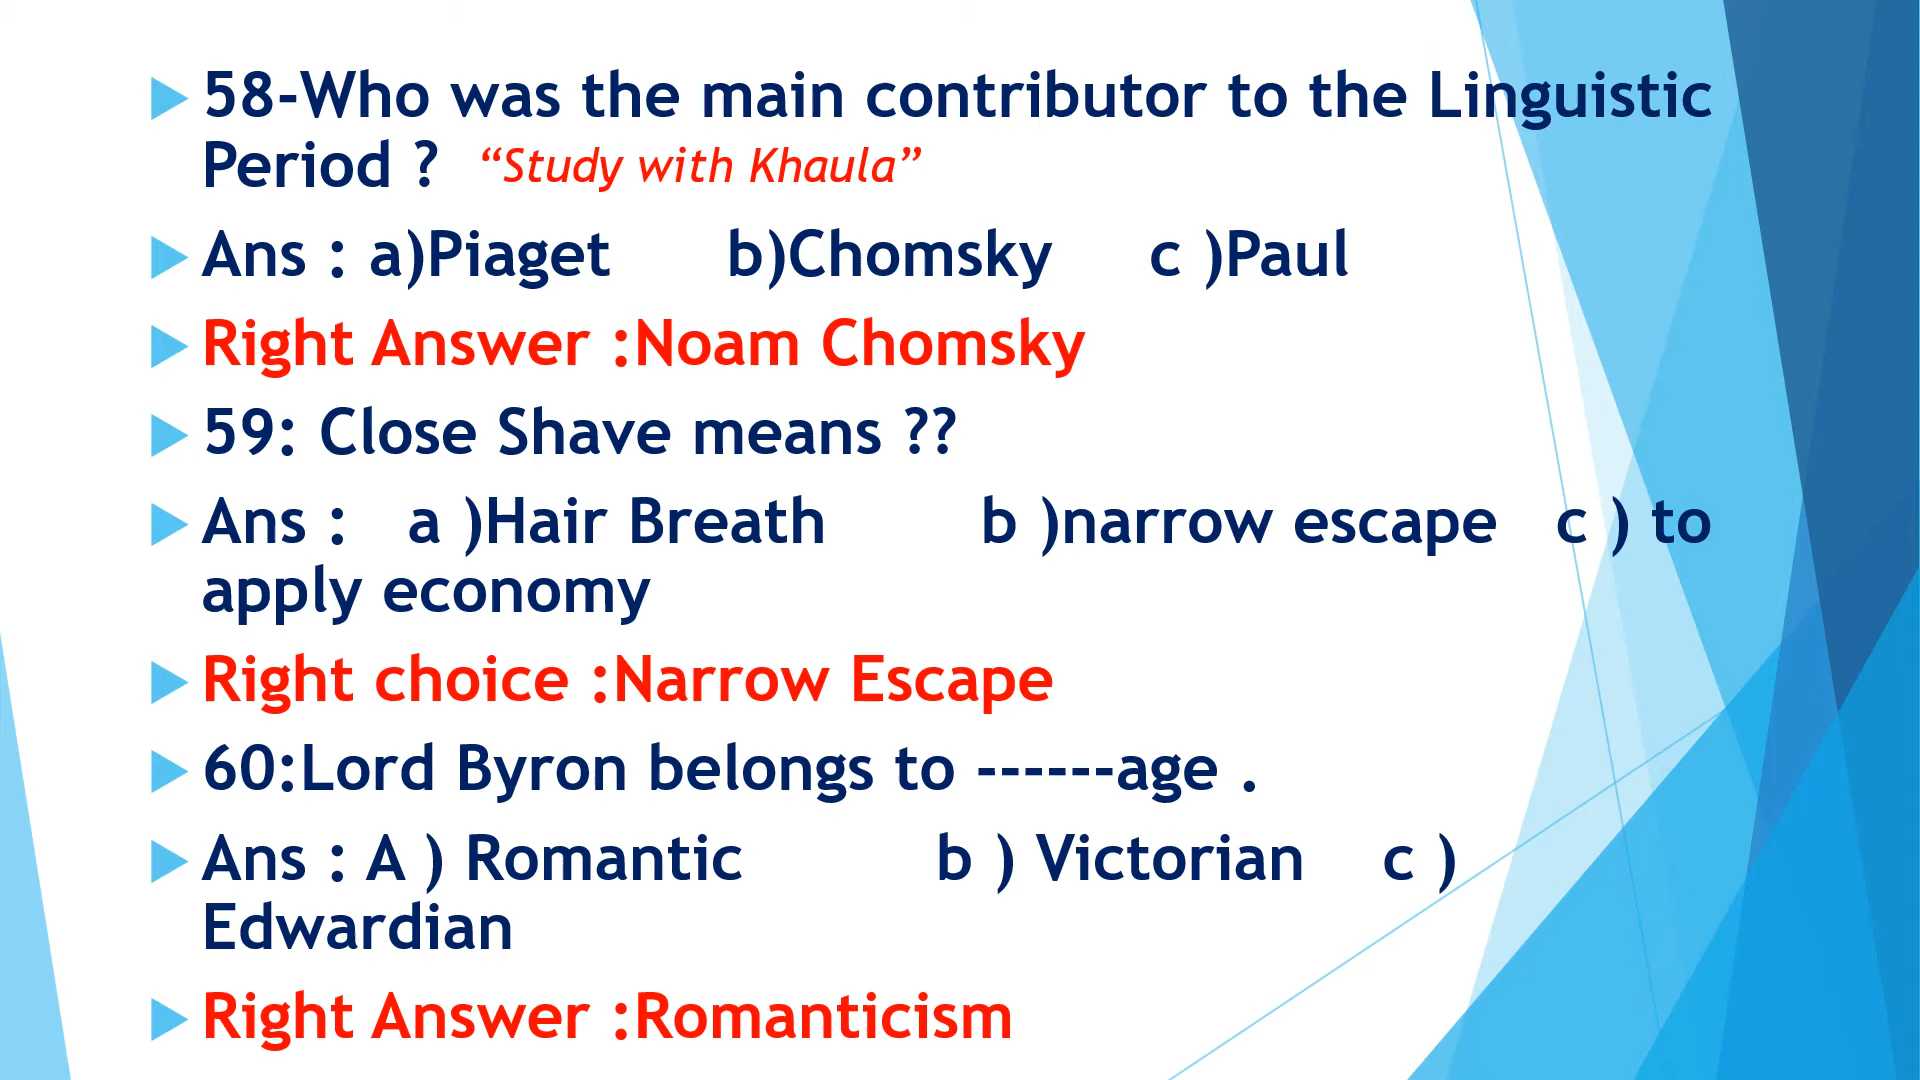 58-Who was the main contributor to the Linguistic
Period ? “Study with Khaula”
Ans : a)Piaget b)Chomsky c )Paul
Right Answer :Noam Chomsky
59: Close Shave means ??
Ans : a )Hair Breath b )narrow escape c ) to
apply economy
Right choice :Narrow Escape
60:Lord Byron belongs to ------age .
Ans : A ) Romantic b ) Victorian c )
Edwardian
Right Answer :Romanticism